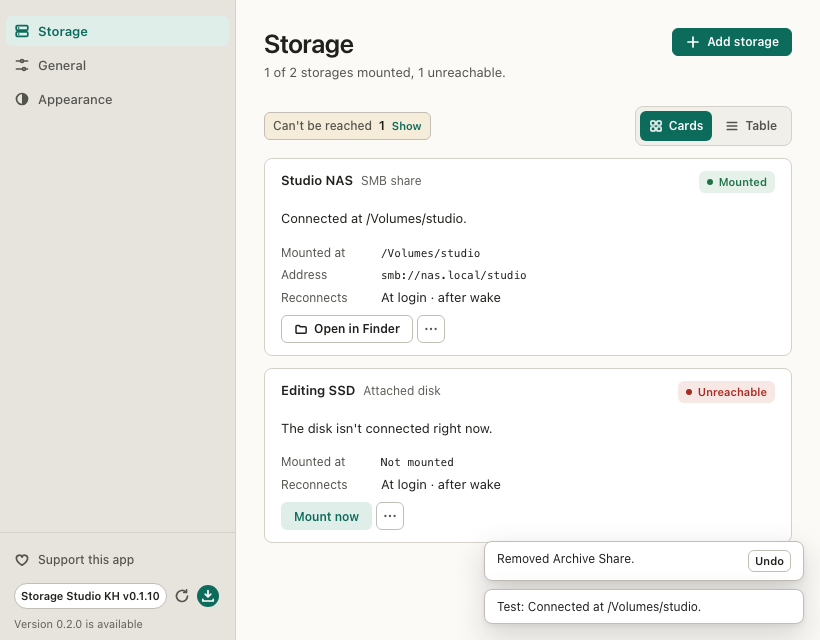 Storage
General
Appearance
Support this app
Storage Studio KH v0.1.10
Version 0.2.0 is available
Storage
Add storage
1 of 2 storages mounted, 1 unreachable.
Can't be reached 1 Show
Cards
Table
Studio NAS SMB share
Mounted
Connected at /Volumes/studio.
Mounted at /Volumes/studio
Address smb://nas.local/studio
Reconnects At login · after wake
Open in Finder
Editing SSD Attached disk
Unreachable
The disk isn't connected right now.
Mounted at Not mounted
Reconnects At login · after wake
Mount now
Removed Archive Share.
Undo
Test: Connected at /Volumes/studio.